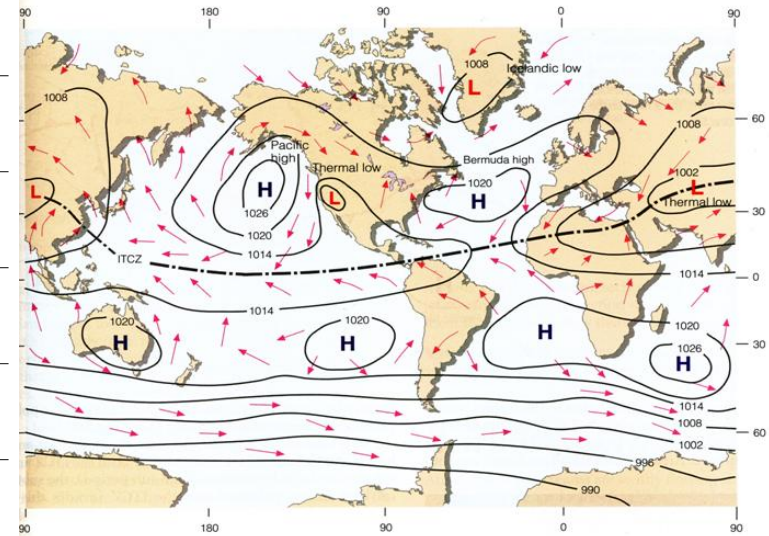 90 180 90 0 90
1008
Icelandic low
1008
60
1008
Pacific
high
Thermal low
Bermuda high
1002
L
L
H
L
1020
H
L
Thermal low
1026
30
1020
ITCZ
1014
1014
0
1014
1020
H
1020
H
H
1020
1026
H
30
1014
1008
1002
60
996
990
90 180 90 0 90